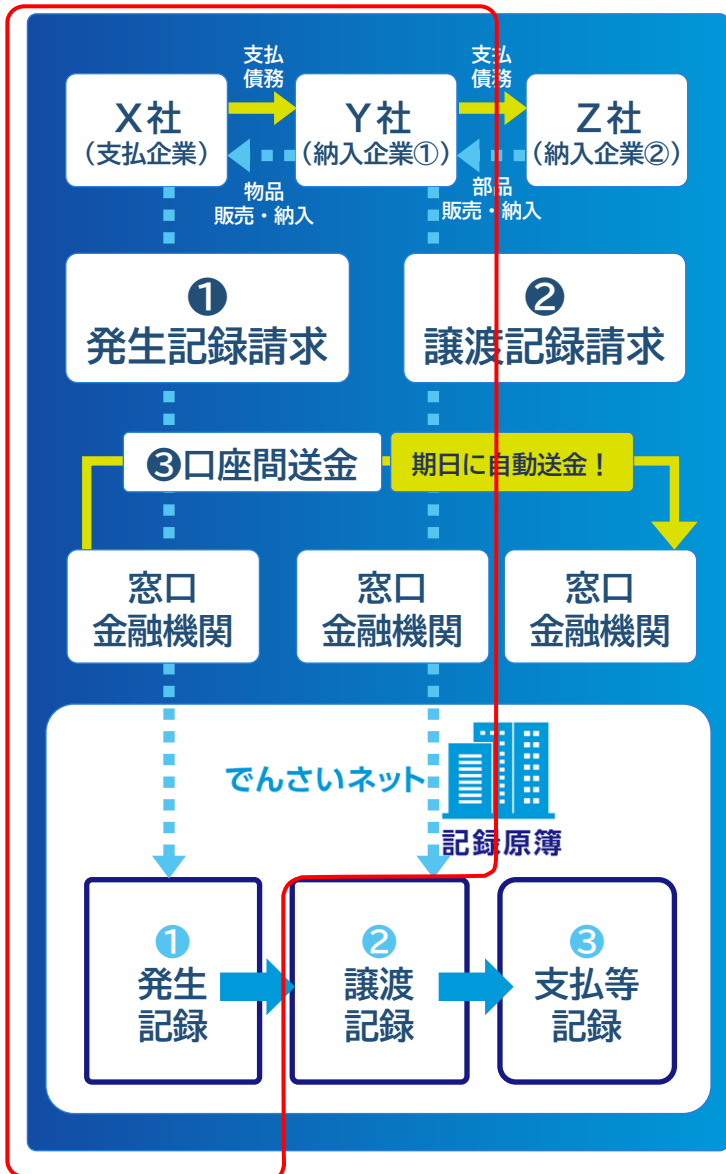 支払
債務
支払
債務
X社
(支払企業)
Y社
(納入企業①)
Z社
(納入企業②)
物品
販売・納入
部品
販売・納入
❶
発生記録請求
❷
譲渡記録請求
❸口座間送金
期日に自動送金！
窓口
金融機関
窓口
金融機関
窓口
金融機関
でんさいネット
記録原簿
❶
発生
記録
❷
譲渡
記録
❸
支払等
記録